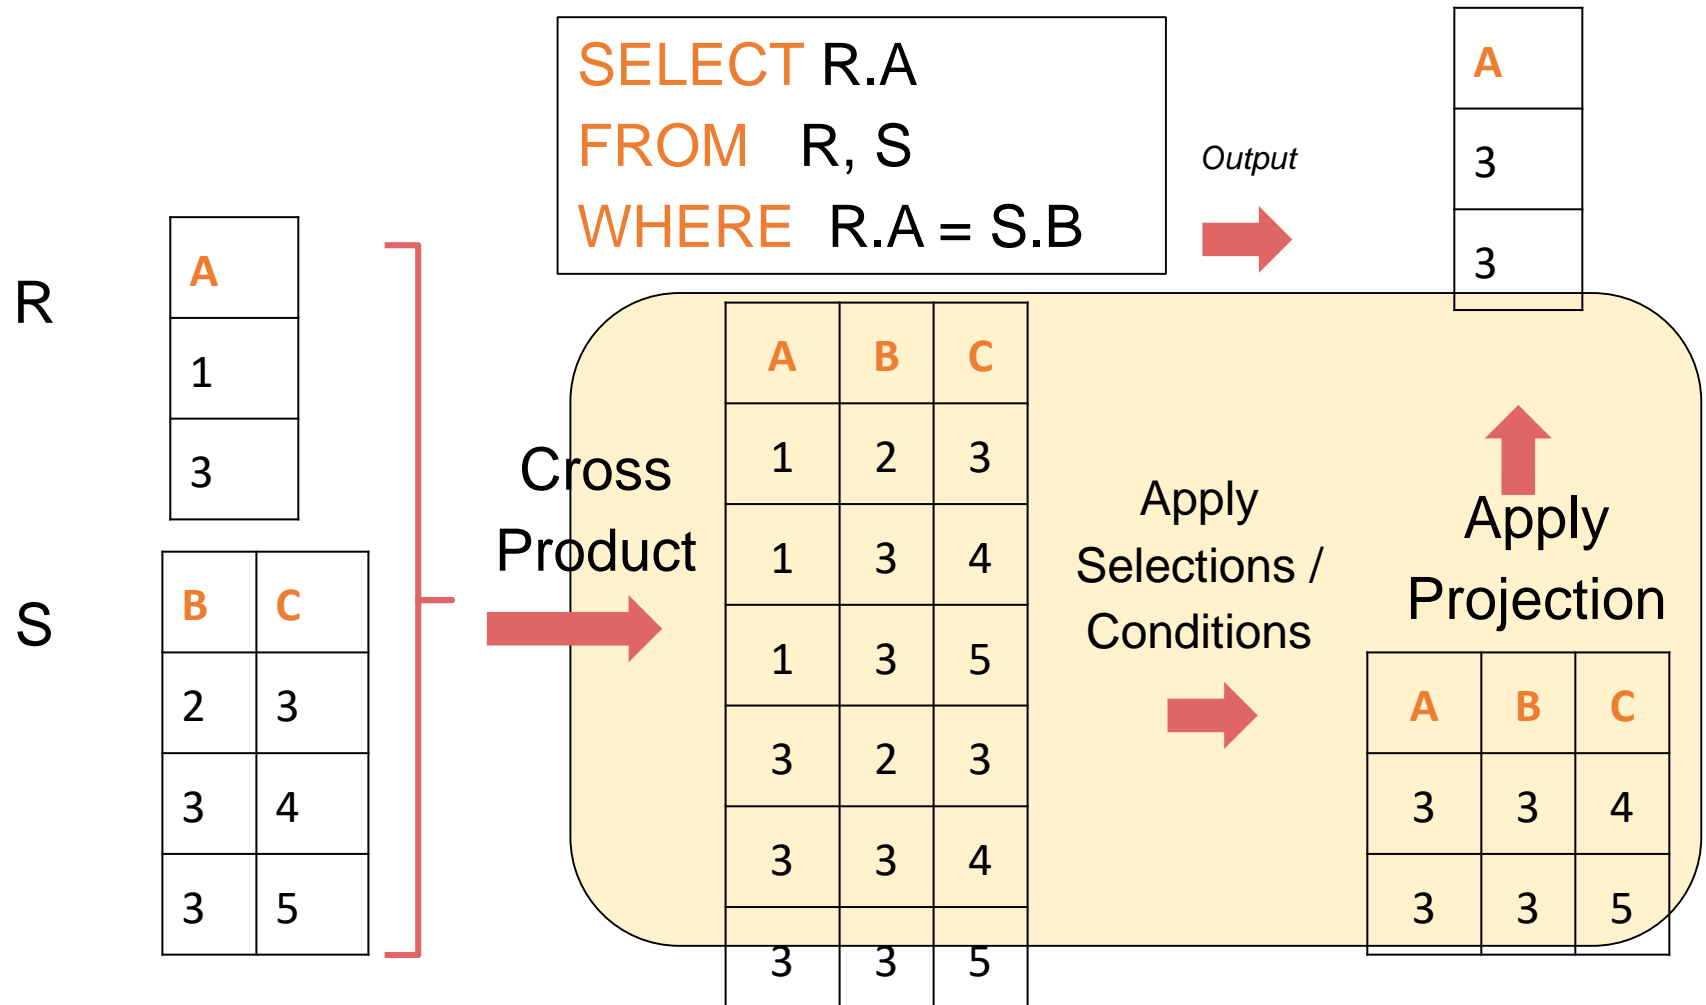 SELECT R.A
FROM R, S
WHERE R.A = S.B
Output
A
3
3
R
A
1
3
S
B C
2 3
3 4
3 5
Cross
Product
A B C
1 2 3
1 3 4
1 3 5
3 2 3
3 3 4
3 3 5
Apply
Selections /
Conditions
Apply
Projection
A B C
3 3 4
3 3 5